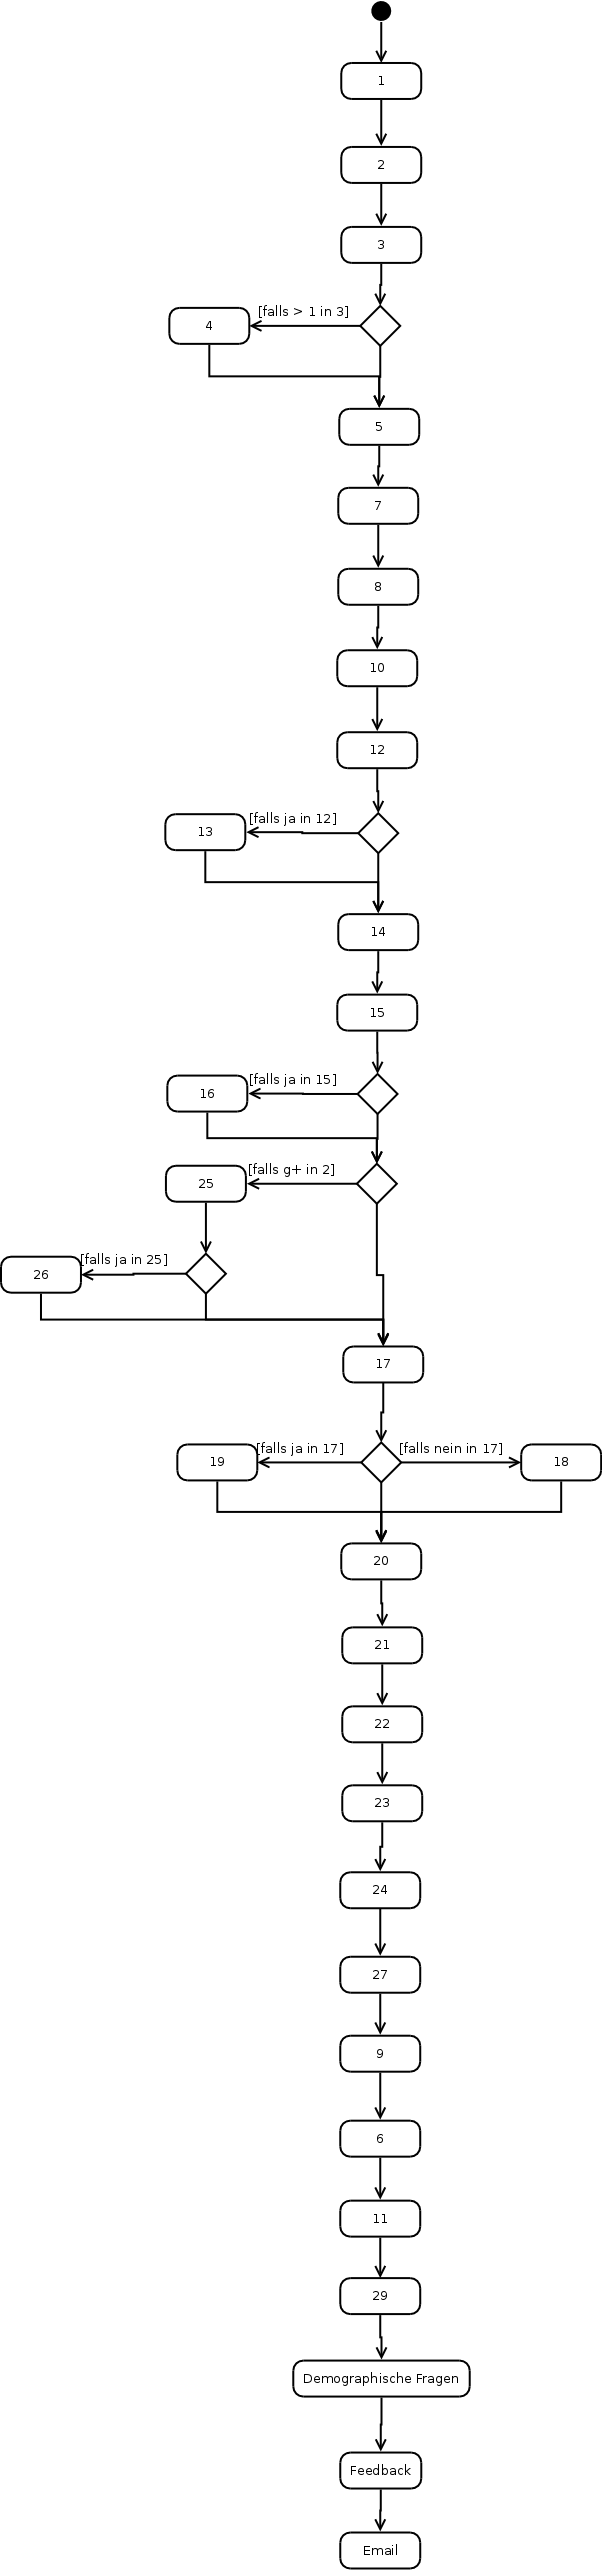 1
2
3
[falls > 1 in 3]
4
5
7
8
10
12
[falls ja in 12]
13
14
15
[falls ja in 15]
16
[falls g+ in 2]
25
[falls ja in 25]
26
17
[falls ja in 17]
[falls nein in 17]
19
18
20
21
22
23
24
27
9
6
11
29
Demographische Fragen
Feedback
Email